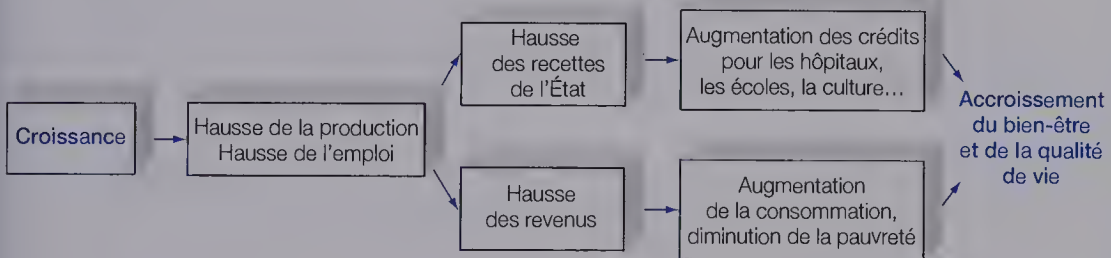 Croissance
Hausse de la production
Hausse de l'emploi
Hausse
des recettes
de l'État
Augmentation des crédits
pour les hôpitaux,
les écoles, la culture...
Hausse
des revenus
Augmentation
de la consommation,
diminution de la pauvreté
Accroissement
du bien-être
et de la qualité
de vie